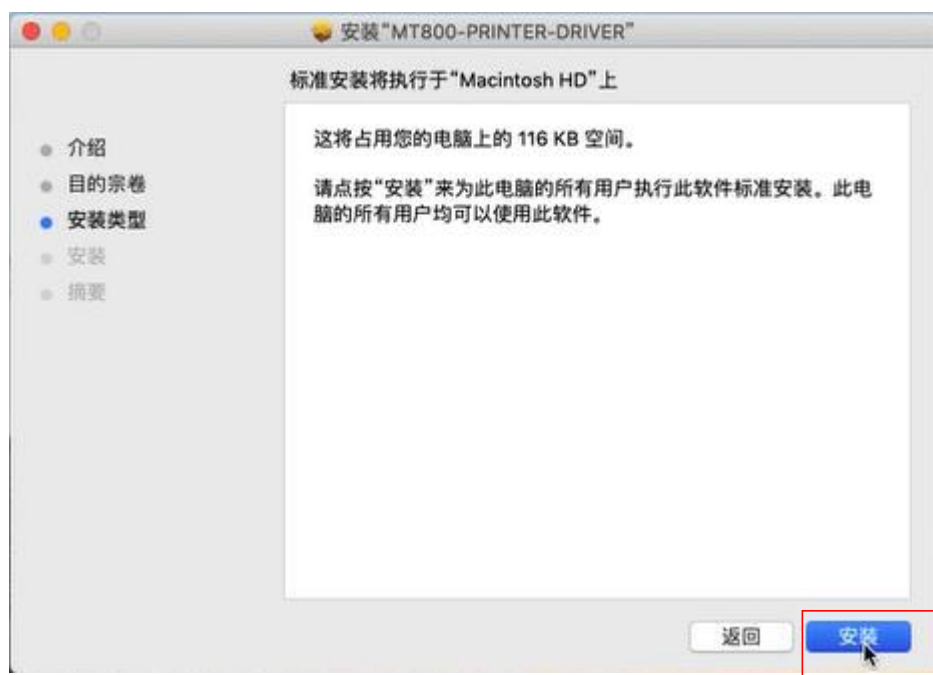 安装"MT800-PRINTER-DRIVER"
标准安装将执行于"Macintosh HD"上
介绍
目的宗卷
安装类型
安装
摘要
这将占用您的电脑上的 116 KB 空间。
请点按"安装"来为此电脑的所有用户执行此软件标准安装。此电
脑的所有用户均可以使用此软件。
返回
安装